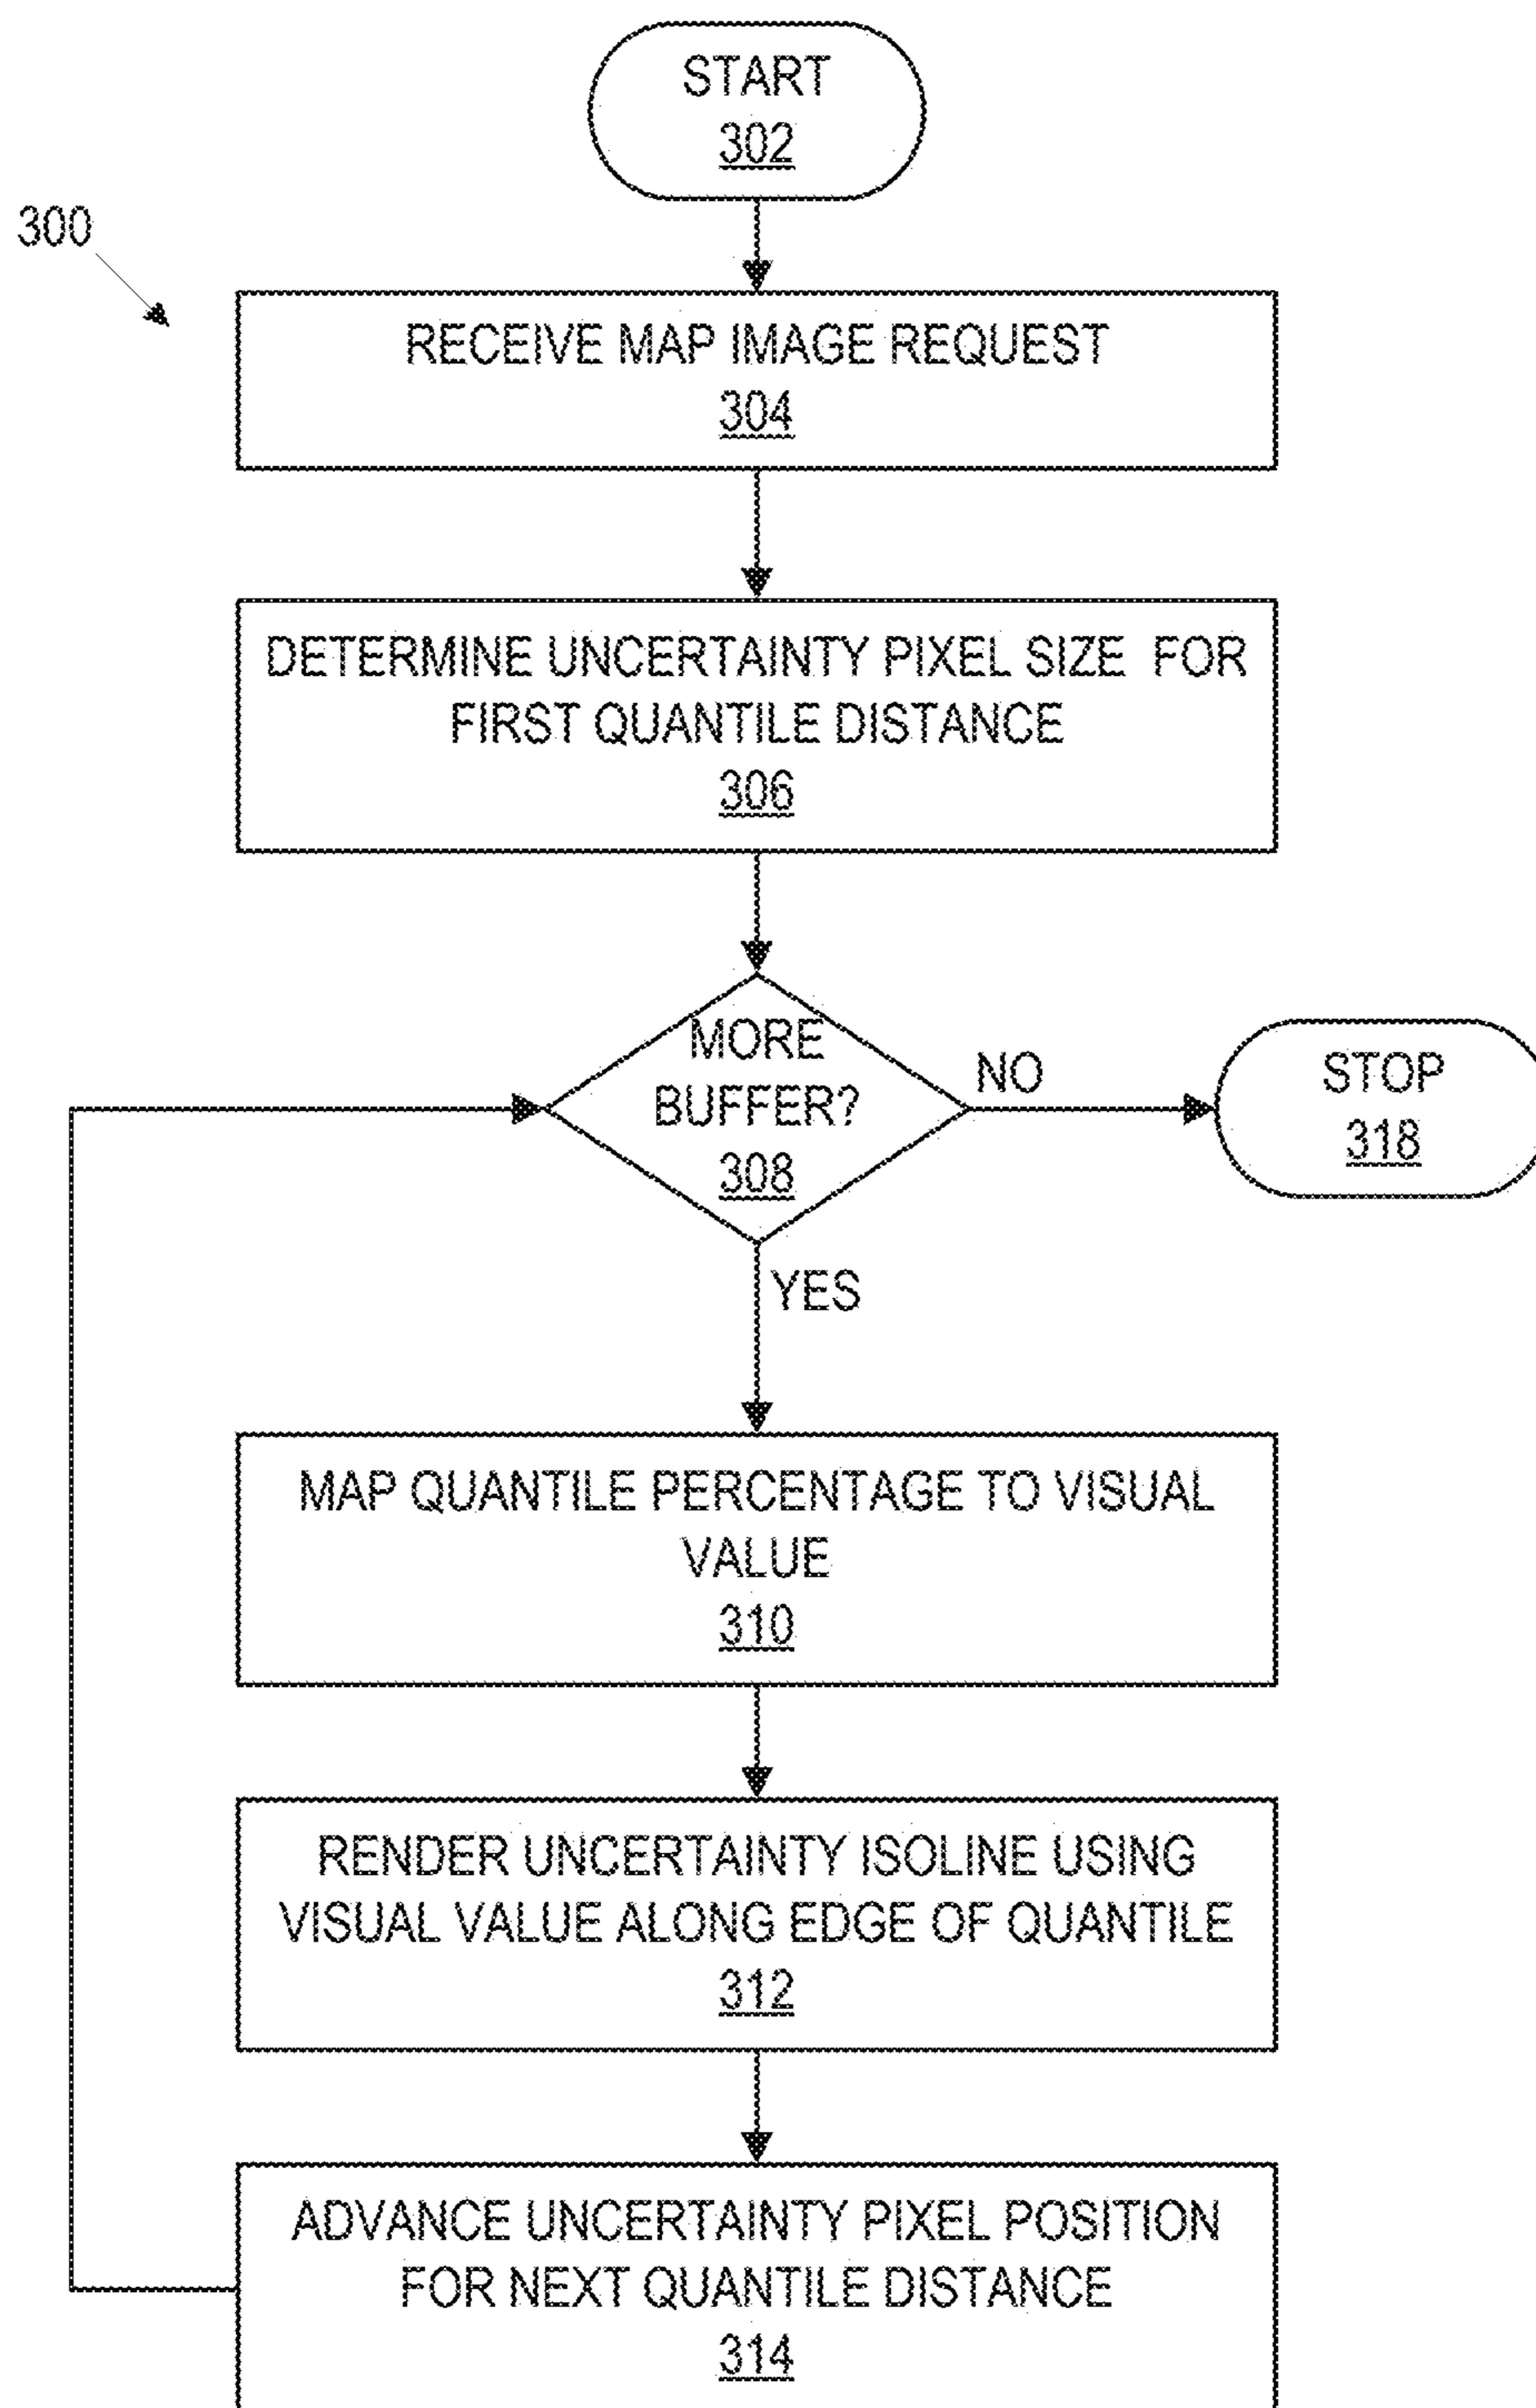 START
302
300
RECEIVE MAP IMAGE REQUEST
304
DETERMINE UNCERTAINTY PIXEL SIZE FOR
FIRST QUANTILE DISTANCE
306
MORE
BUFFER?
308
NO
STOP
318
YES
MAP QUANTILE PERCENTAGE TO VISUAL
VALUE
310
RENDER UNCERTAINTY ISOLINE USING
VISUAL VALUE ALONG EDGE OF QUANTILE
312
ADVANCE UNCERTAINTY PIXEL POSITION
FOR NEXT QUANTILE DISTANCE
314